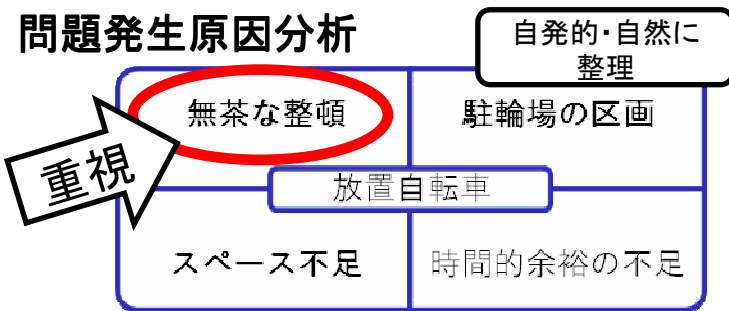 問題発生原因分析
自発的・自然に
整理
無茶な整頓
駐輪場の区画
重視
放置自転車
スペース不足
時間的余裕の不足